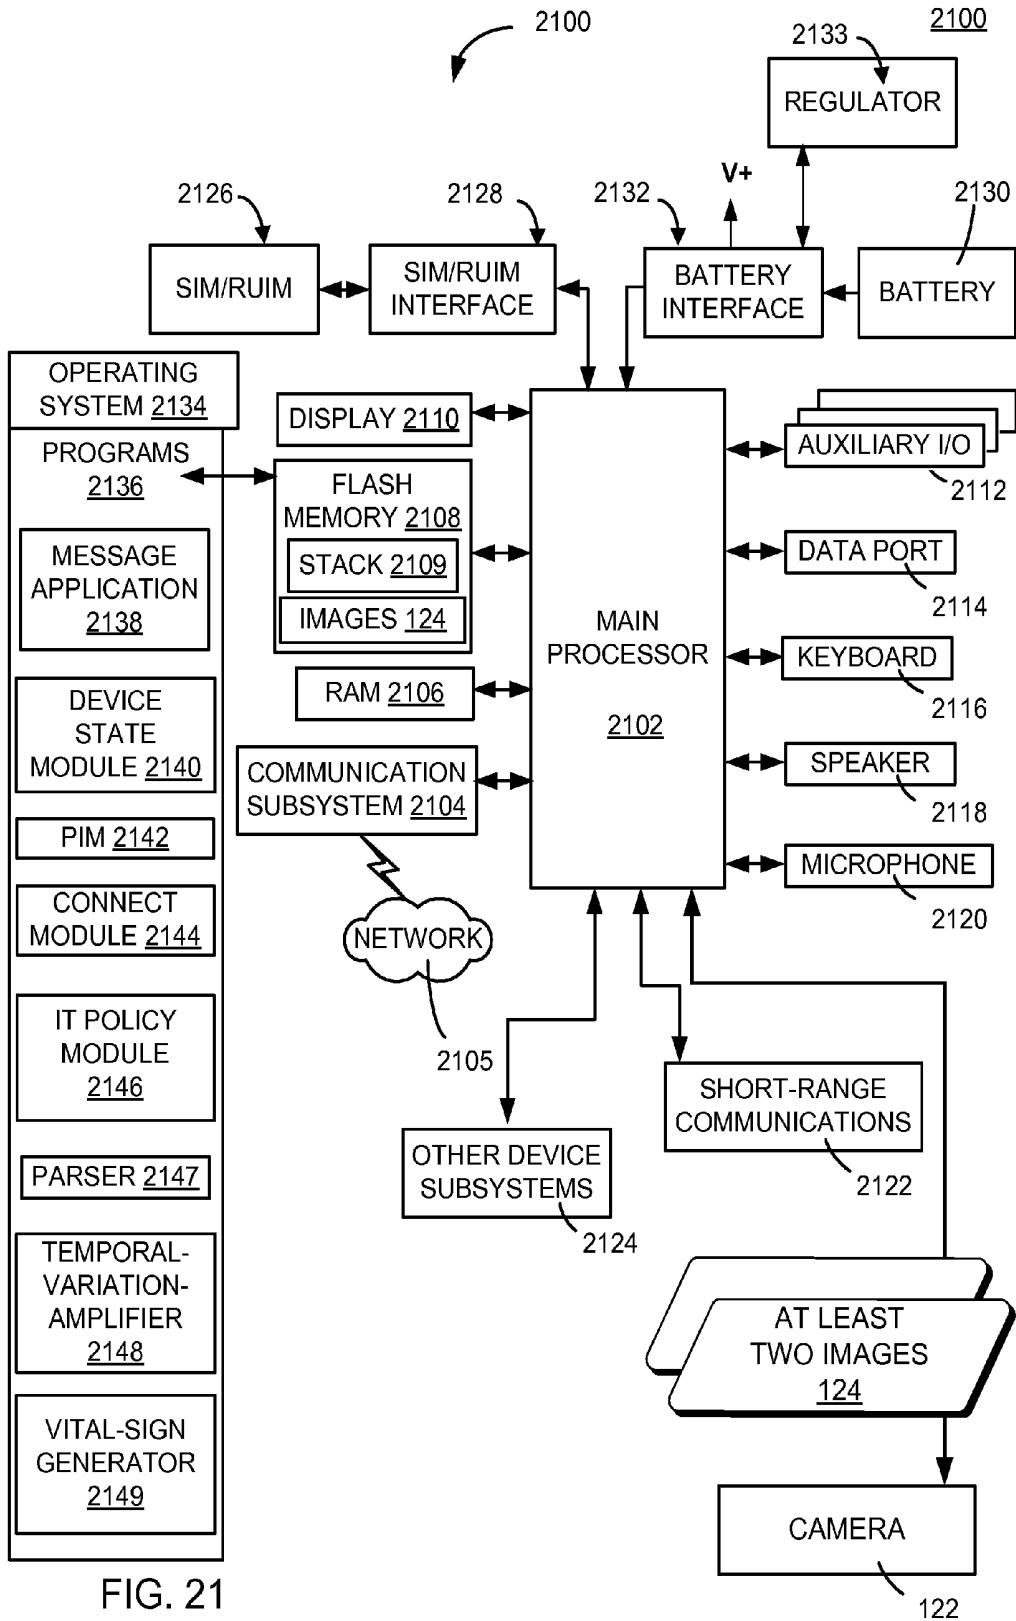 2100
2100
2133
REGULATOR
V+
2126
2128
2132
2130
SIM/RUIM
SIM/RUIM
INTERFACE
BATTERY
INTERFACE
BATTERY
OPERATING
SYSTEM 2134
PROGRAMS
2136
MESSAGE
APPLICATION
2138
DEVICE
STATE
MODULE 2140
PIM 2142
CONNECT
MODULE 2144
IT POLICY
MODULE
2146
PARSER 2147
TEMPORAL-
VARIATION-
AMPLIFIER
2148
VITAL-SIGN
GENERATOR
2149
DISPLAY 2110
FLASH
MEMORY 2108
STACK 2109
IMAGES 124
RAM 2106
COMMUNICATION
SUBSYSTEM 2104
NETWORK
2105
MAIN
PROCESSOR
2102
AUXILIARY I/O
2112
DATA PORT
2114
KEYBOARD
2116
SPEAKER
2118
MICROPHONE
2120
SHORT-RANGE
COMMUNICATIONS
2122
OTHER DEVICE
SUBSYSTEMS
2124
AT LEAST
TWO IMAGES
124
CAMERA
122
FIG. 21